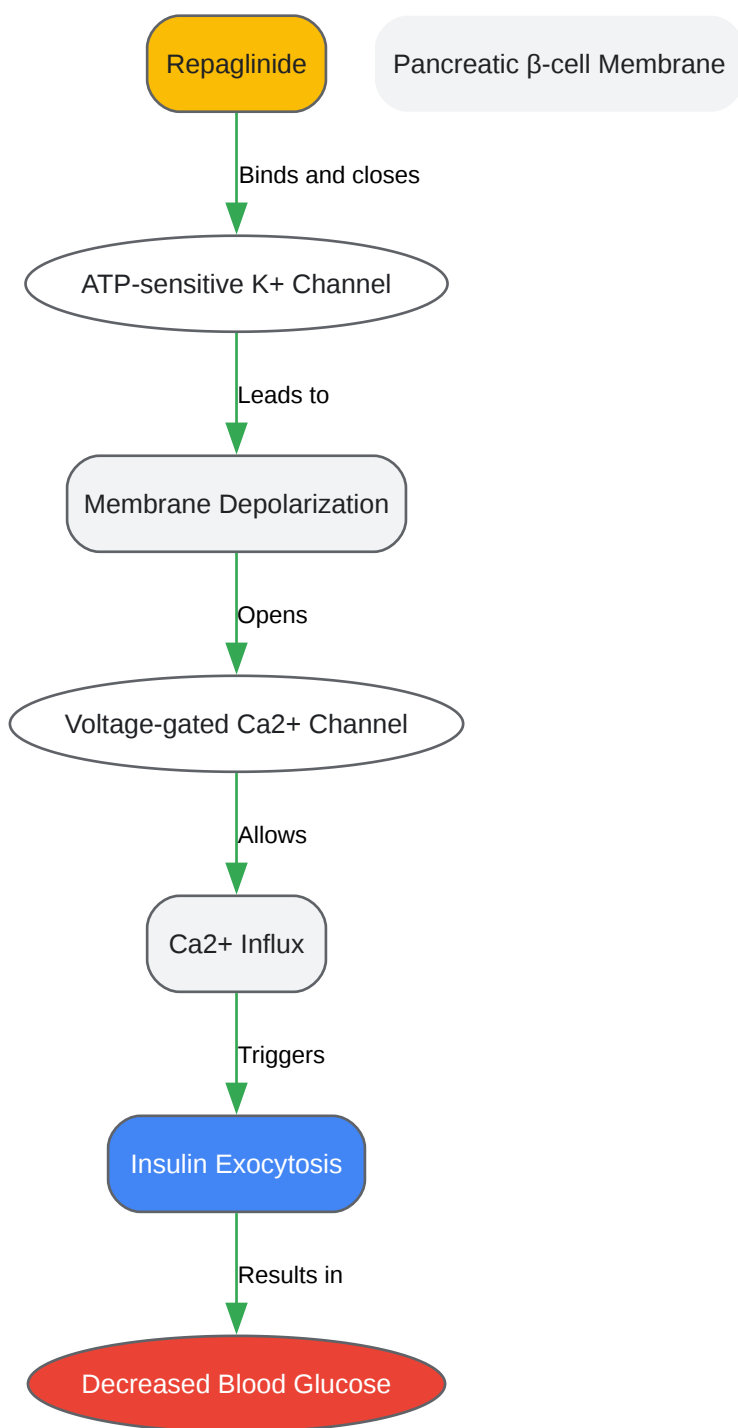 Repaglinide
Pancreatic β-cell Membrane
Binds and closes
ATP-sensitive K+ Channel
Leads to
Membrane Depolarization
Opens
Voltage-gated Ca2+ Channel
Allows
Ca2+ Influx
Triggers
Insulin Exocytosis
Results in
Decreased Blood Glucose